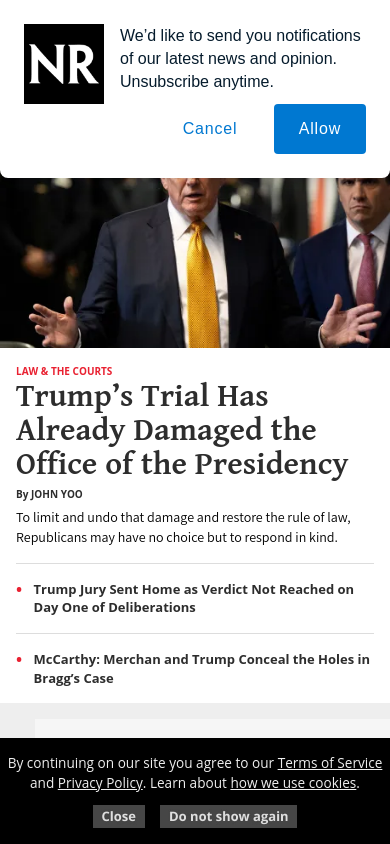 NR
We’d like to send you notifications
of our latest news and opinion.
Unsubscribe anytime.
Cancel
Allow
LAW & THE COURTS
Trump’s Trial Has
Already Damaged the
Office of the Presidency
By JOHN YOO
To limit and undo that damage and restore the rule of law,
Republicans may have no choice but to respond in kind.
• Trump Jury Sent Home as Verdict Not Reached on
Day One of Deliberations
• McCarthy: Merchan and Trump Conceal the Holes in
Bragg’s Case
By continuing on our site you agree to our Terms of Service
and Privacy Policy. Learn about how we use cookies.
Close
Do not show again